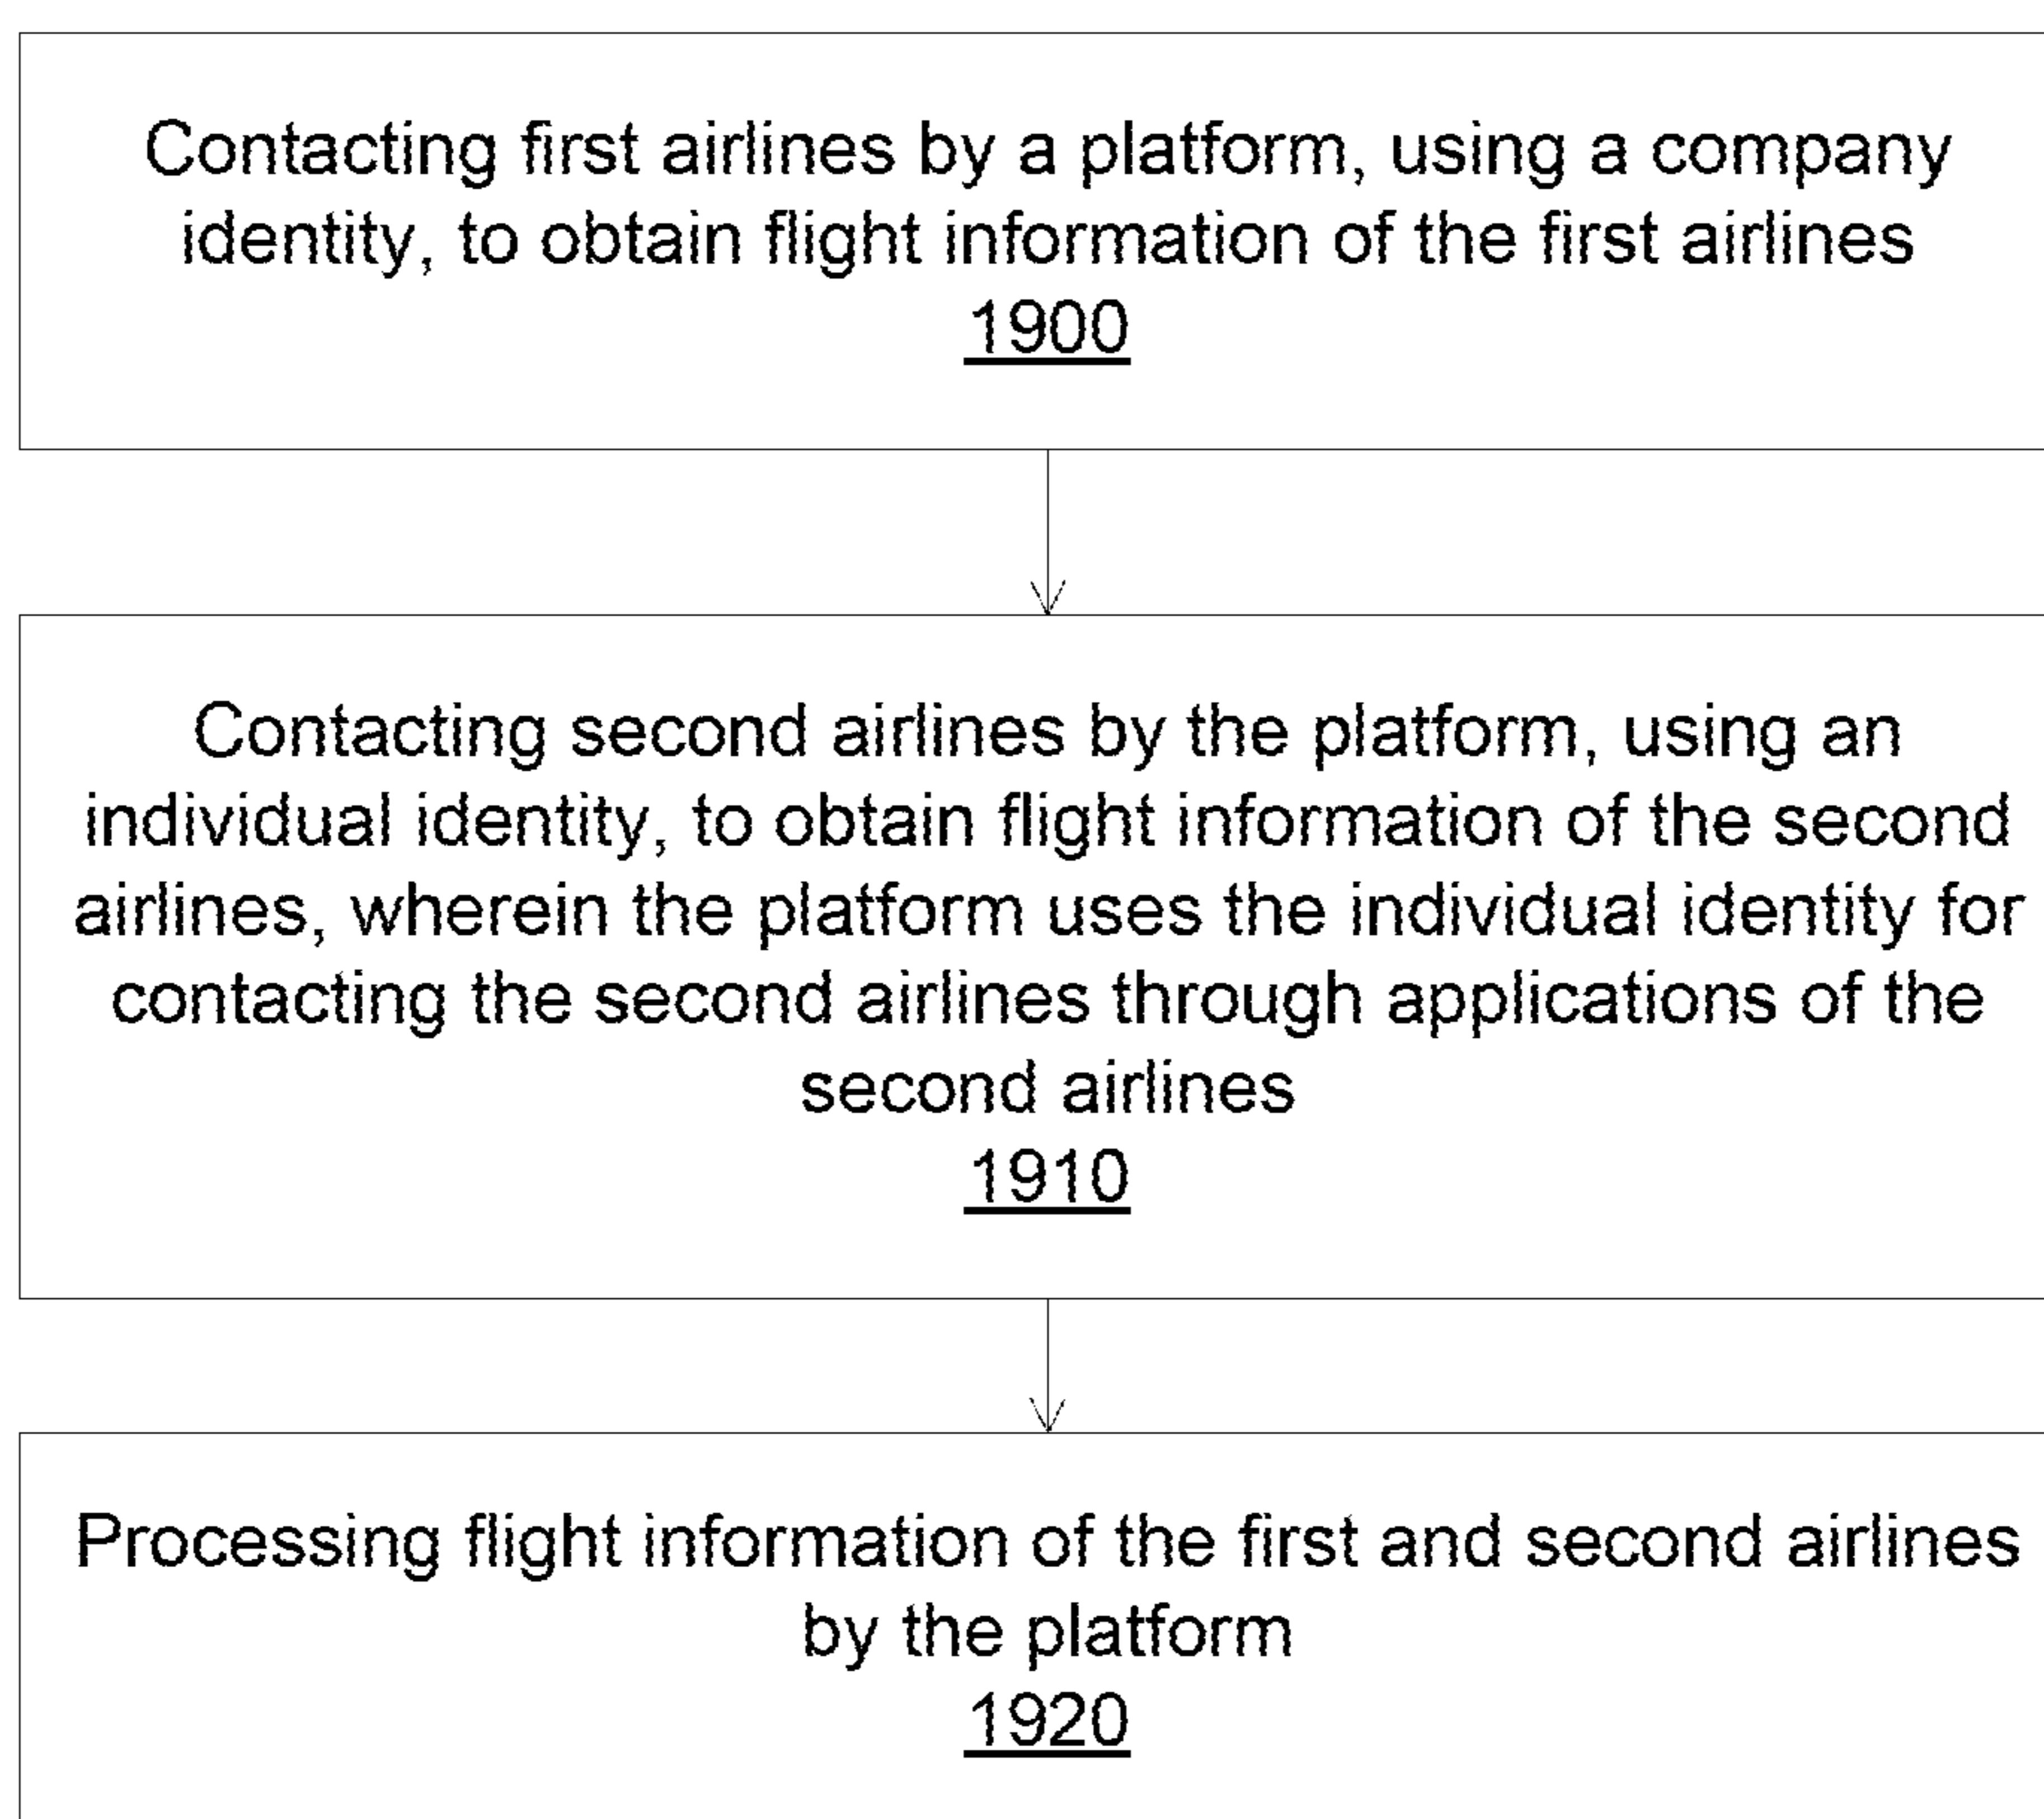 Contacting first airlines by a platform, using a company
identity, to obtain flight information of the first airlines
1900
Contacting second airlines by the platform, using an
individual identity, to obtain flight information of the second
airlines, wherein the platform uses the individual identity for
contacting the second airlines through applications of the
second airlines
1910
Processing flight information of the first and second airlines
by the platform
1920